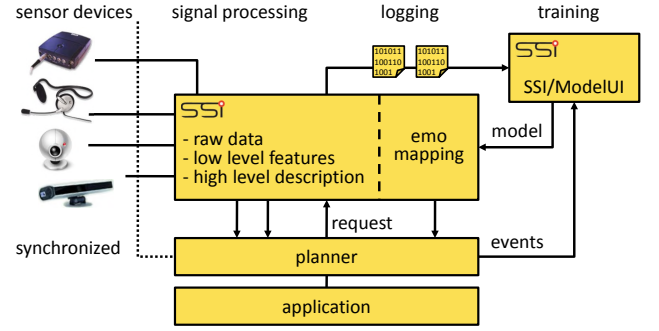 sensor devices
signal processing
logging
training
101011
100110
1001
101011
100110
1001
SSI
SSI/ModelUI
SSI
- raw data
- low level features
- high level description
emo
mapping
model
request
synchronized
events
planner
application